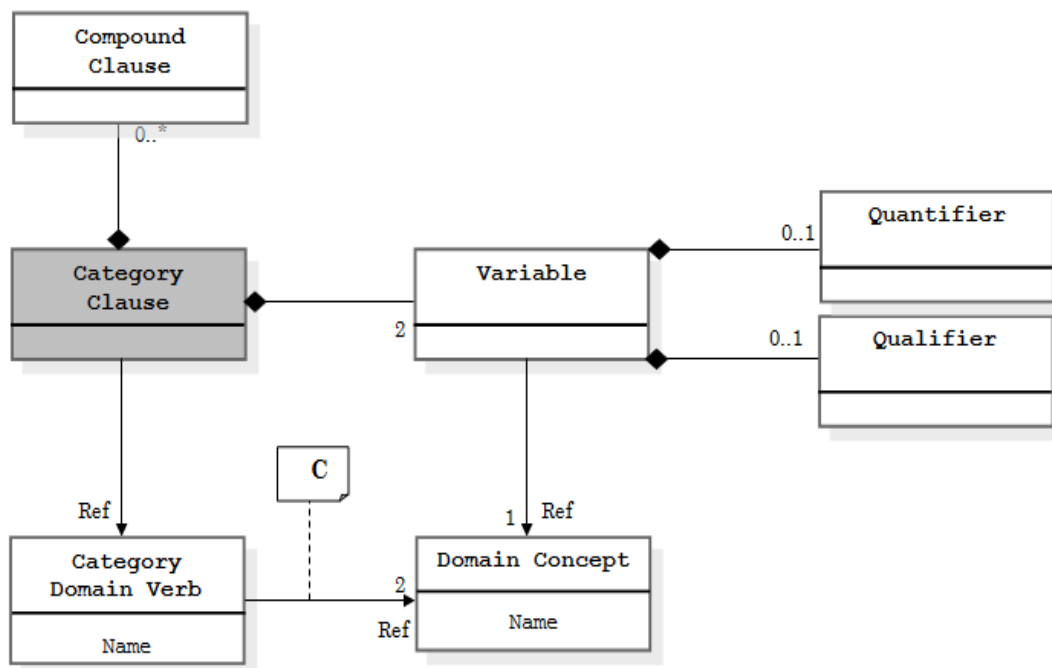 Compound
Clause
0..*
Quantifier
0..1
Category
Clause
Variable
2
0..1
Qualifier
C
Ref
1
Ref
Category
Domain Verb
Domain Concept
2
Ref
Name
Name